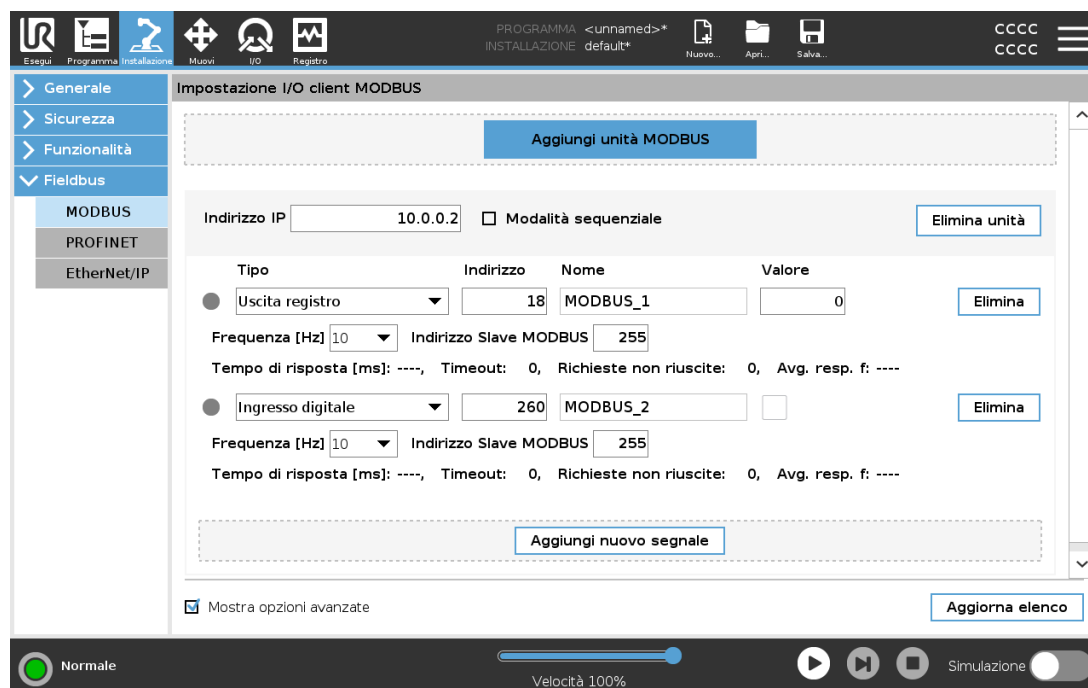 PROGRAMMA <unnamed>*
INSTALLAZIONE default*
CCCC
CCCC
Esegui Programma Installazione Muovi I/O Registro Nuovo... Apri... Salva...
Generale
Sicurezza
Funzionalità
Fieldbus
MODBUS
PROFINET
EtherNet/IP
Impostazione I/O client MODBUS
Aggiungi unità MODBUS
Indirizzo IP 10.0.0.2 Modalità sequenziale Elimina unità
Tipo Indirizzo Nome Valore
Uscita registro 18 MODBUS_1 0 Elimina
Frequenza [Hz] 10 Indirizzo Slave MODBUS 255
Tempo di risposta [ms]: ----, Timeout: 0, Richieste non riuscite: 0, Avg. resp. f: ----
Ingresso digitale 260 MODBUS_2 Elimina
Frequenza [Hz] 10 Indirizzo Slave MODBUS 255
Tempo di risposta [ms]: ----, Timeout: 0, Richieste non riuscite: 0, Avg. resp. f: ----
Aggiungi nuovo segnale
Mostra opzioni avanzate Aggiorna elenco
Normale
Velocità 100%
Simulazione